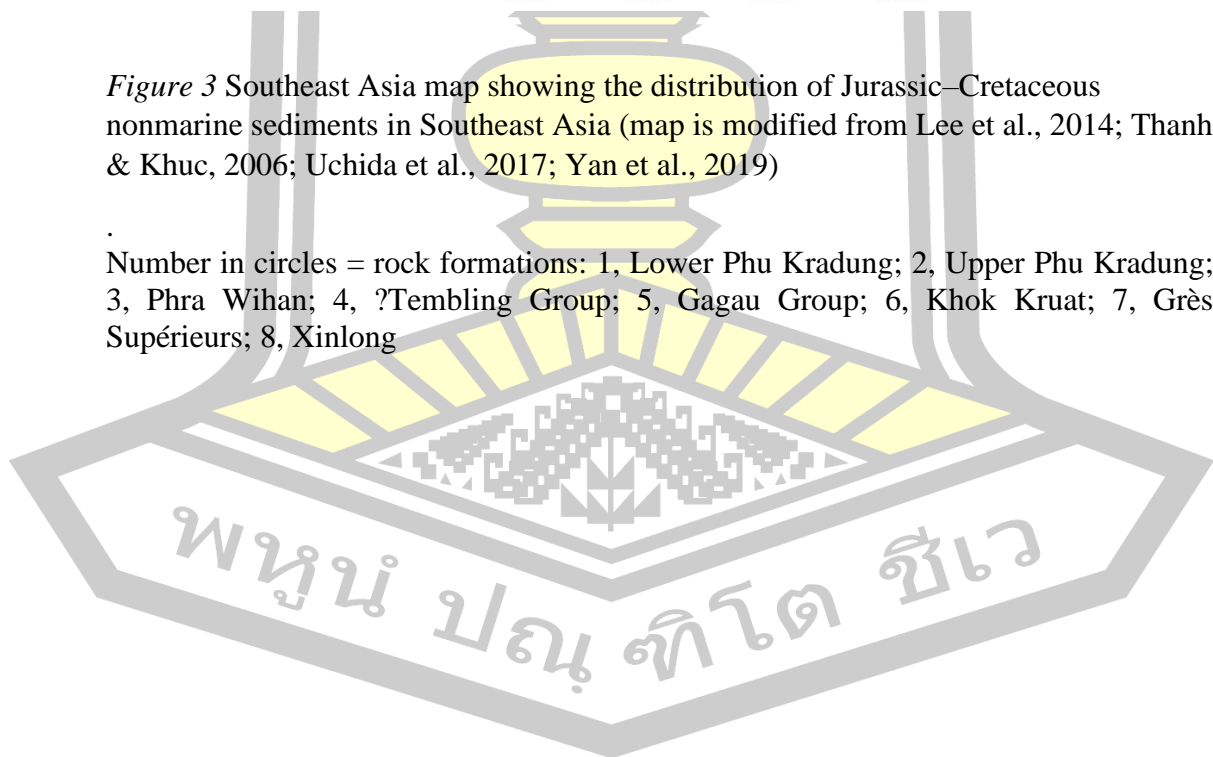 Figure 3 Southeast Asia map showing the distribution of Jurassic–Cretaceous
nonmarine sediments in Southeast Asia (map is modified from Lee et al., 2014; Thanh
& Khuc, 2006; Uchida et al., 2017; Yan et al., 2019)
.
Number in circles = rock formations: 1, Lower Phu Kradung; 2, Upper Phu Kradung;
3, Phra Wihan; 4, ?Tembling Group; 5, Gagau Group; 6, Khok Kruat; 7, Grès
Supérieurs; 8, Xinlong
พหูนํ ปณฺฑิโต ชีเว